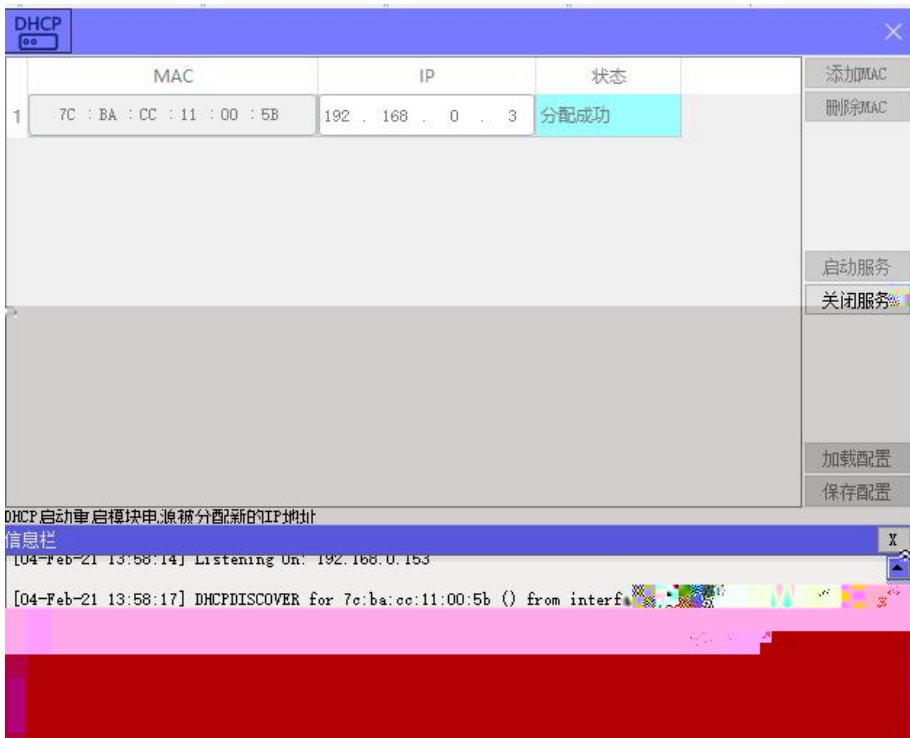 DHCP
MAC IP 状态
添加MAC
删除MAC
1 7C : BA : CC : 11 : 00 : 5B 192 . 168 . 0 . 3 分配成功
启动服务
关闭服务
加载配置
保存配置
DHCP启动重启模块电源被分配新的IP地址
信息栏 X
[04-Feb-21 13:58:14] Listening On: 192.168.0.153
[04-Feb-21 13:58:17] DHCPDISCOVER for 7c:ba:cc:11:00:5b () from